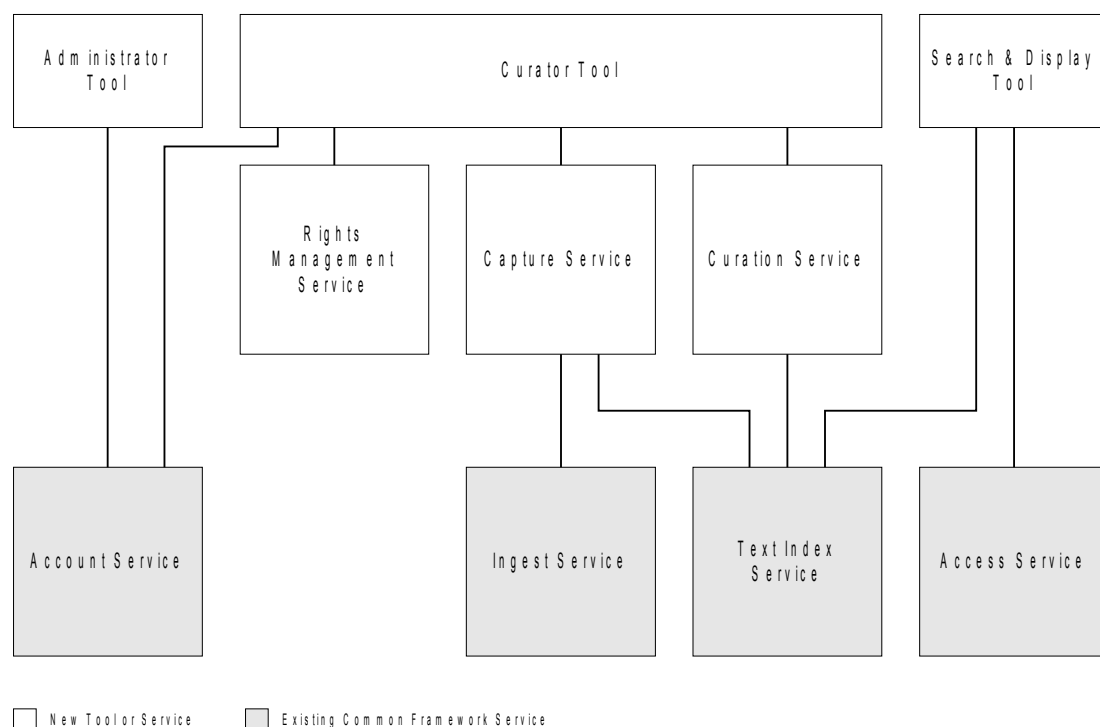 Administrator
Tool
Curator Tool
Search & Display
Tool
Rights
Management
Service
Capture Service
Curation Service
Account Service
Ingest Service
Text Index
Service
Access Service
New Tool or Service
Existing Common Framework Service